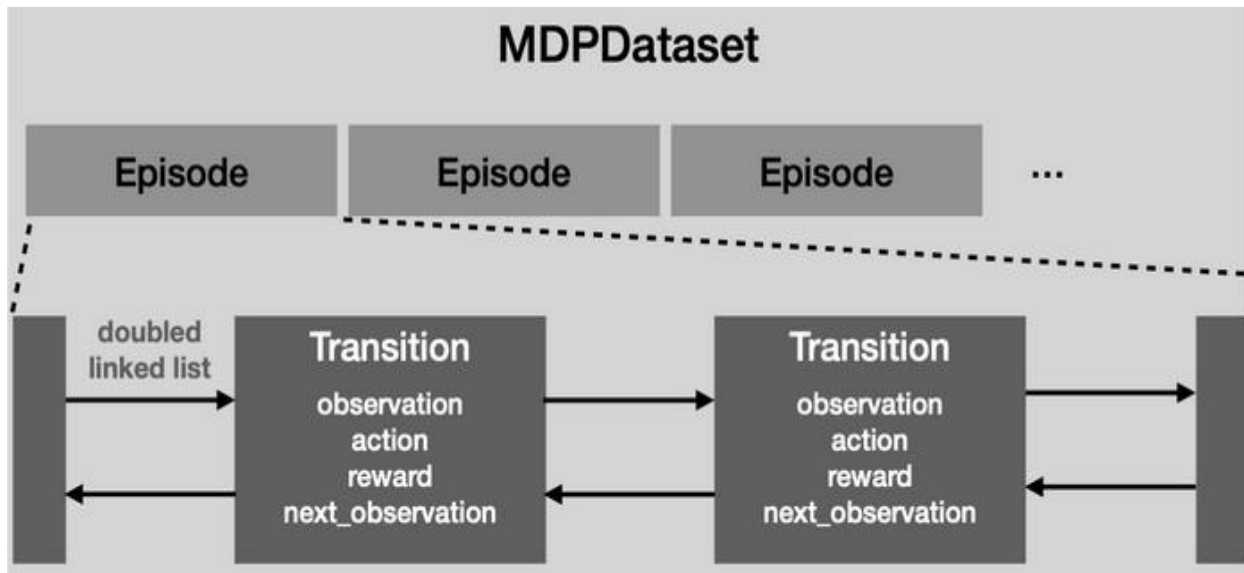 MDPDataset
Episode
Episode
Episode
...
doubled
linked list
Transition
observation
action
reward
next_observation
Transition
observation
action
reward
next_observation